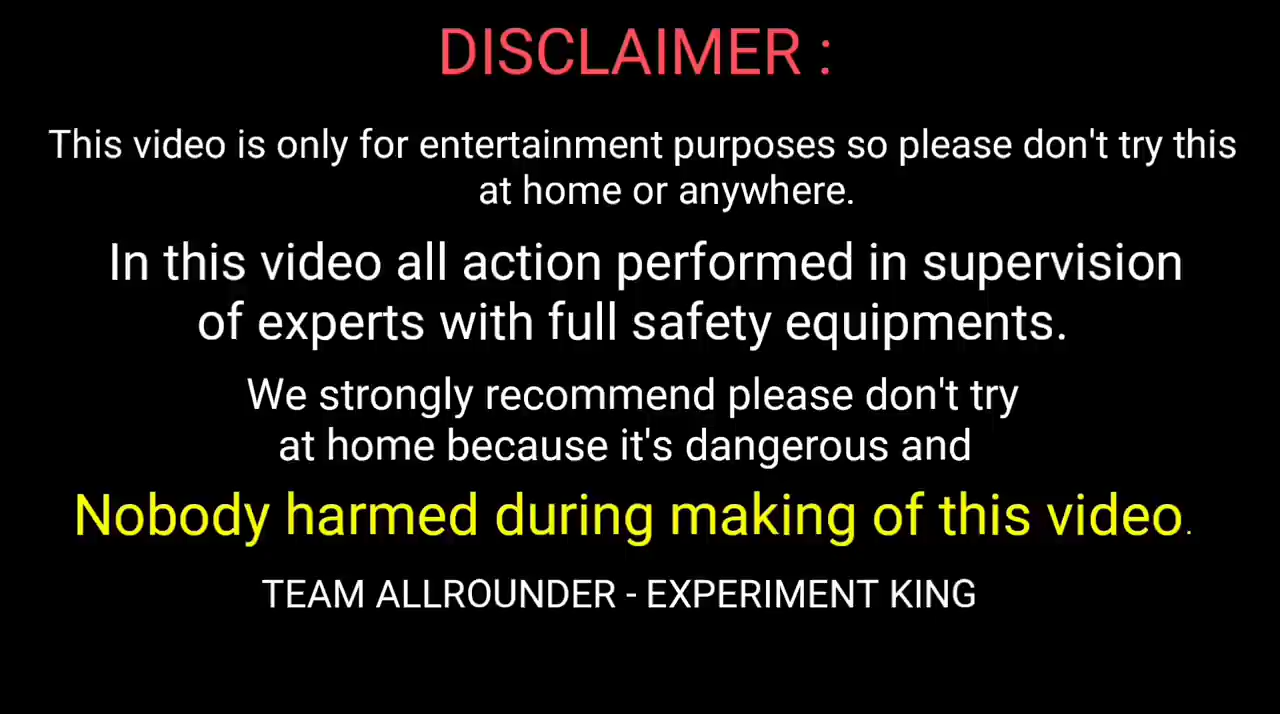 DISCLAIMER :
This video is only for entertainment purposes so please don't try this
at home or anywhere.
In this video all action performed in supervision
of experts with full safety equipments.
We strongly recommend please don't try
at home because it's dangerous and
Nobody harmed during making of this video.
TEAM ALLROUNDER - EXPERIMENT KING